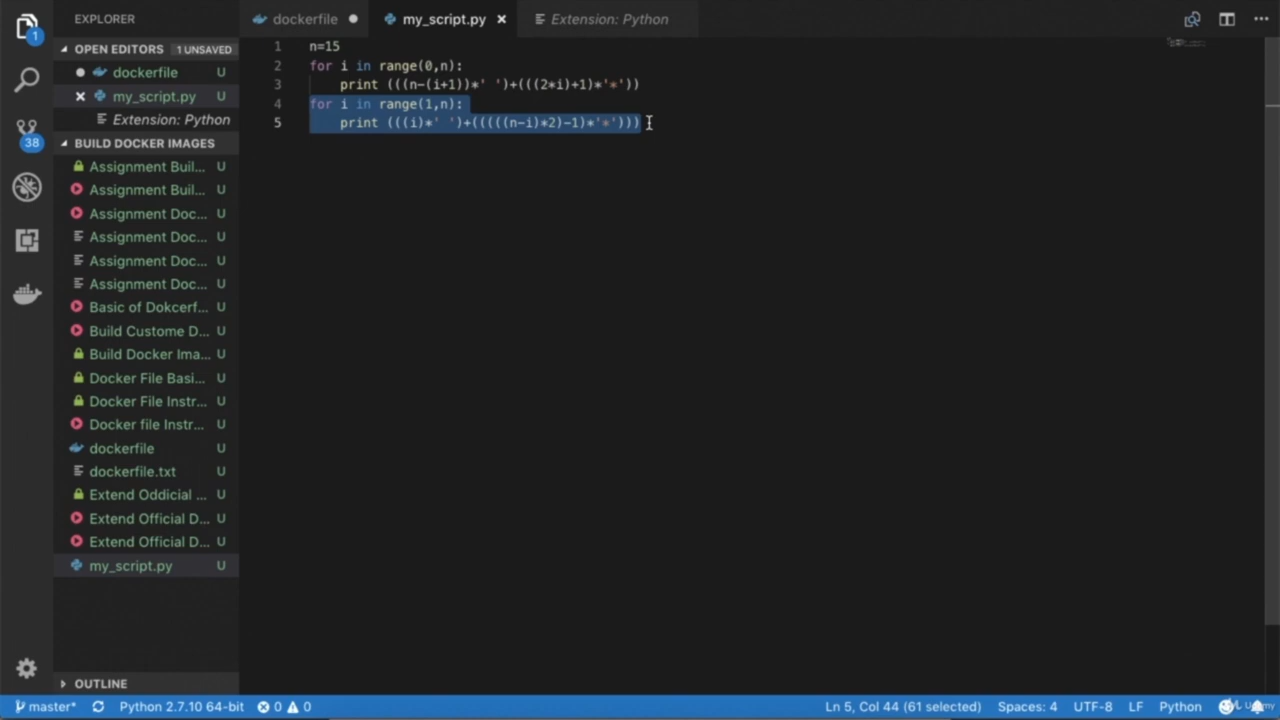 EXPLORER
dockerfile
my_script.py
Extension: Python
1
OPEN EDITORS 1 UNSAVED
dockerfile U
my_script.py U
Extension: Python
38
BUILD DOCKER IMAGES
Assignment Buil... U
Assignment Buil... U
Assignment Doc... U
Assignment Doc... U
Assignment Doc... U
Assignment Doc... U
Basic of Dokcerf... U
Build Custome D... U
Build Docker Ima... U
Docker File Basi... U
Docker File Instr... U
Docker file Instr... U
dockerfile U
dockerfile.txt U
Extend Oddicial ... U
Extend Official D... U
Extend Official D... U
my_script.py U
OUTLINE
1 n=15
2 for i in range(0,n):
3 print (((n-(i+1))*' ')+(((2*i)+1)*'*'))
4 for i in range(1,n):
5 print (((i)*' ')+(((((n-i)*2)-1)*'*')))
master* Python 2.7.10 64-bit 0 0 Ln 5, Col 44 (61 selected) Spaces: 4 UTF-8 LF Python
Udemy